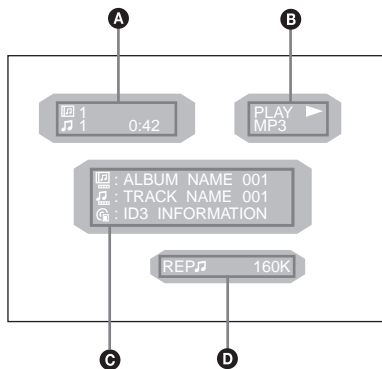 A
B
1
1 0:42
PLAY
MP3
: ALBUM NAME 001
: TRACK NAME 001
: ID3 INFORMATION
REP 160K
C
D